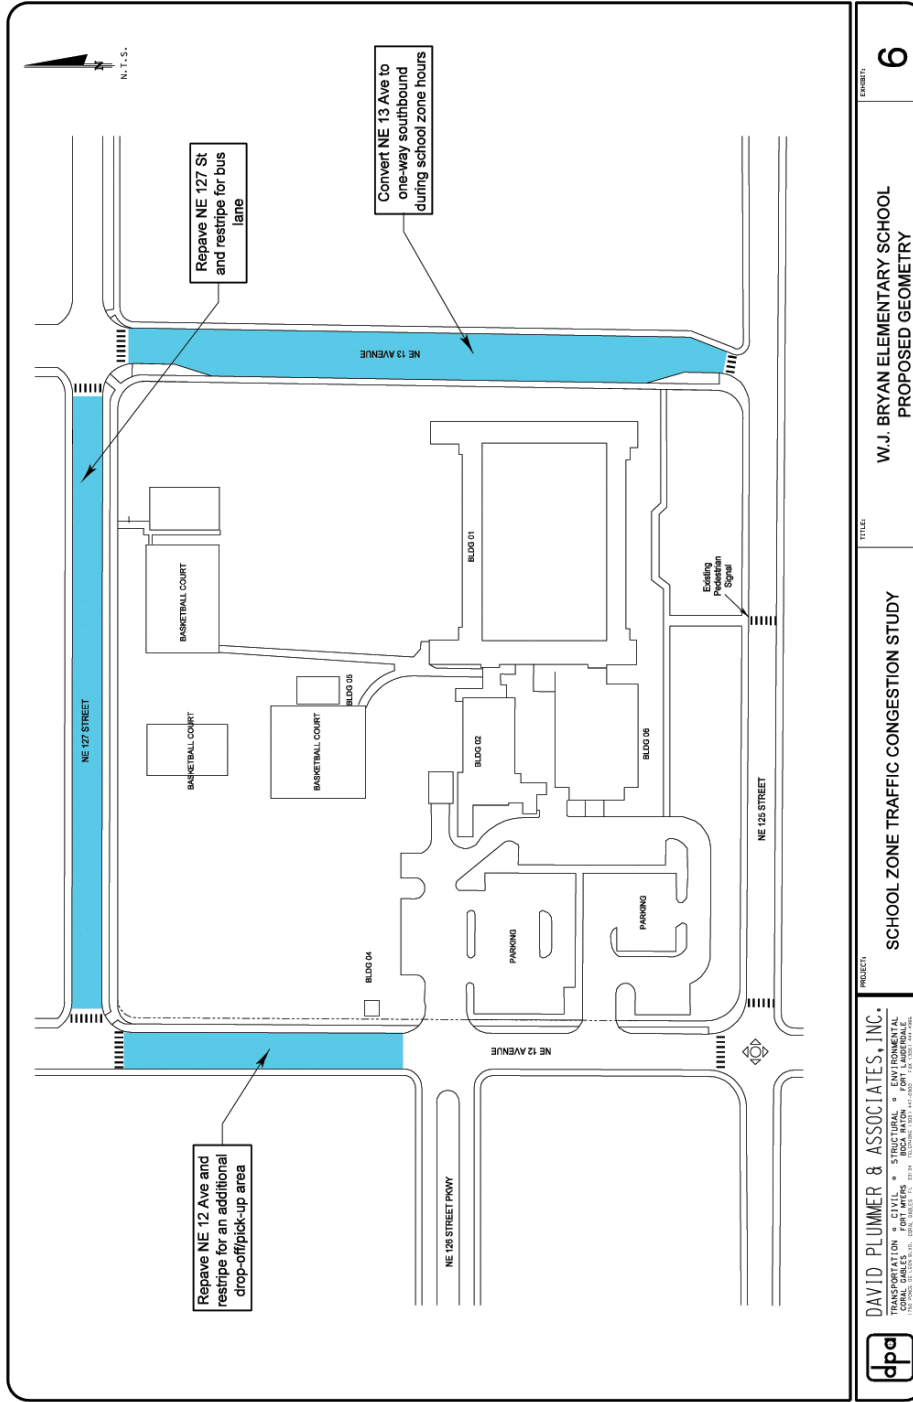 N
N.T.S.
Repave NE 127 St
and restripe for bus
lane
Convert NE 13 Ave to
one-way southbound
during school zone hours
Repave NE 12 Ave and
restripe for an additional
drop-off/pick-up area
NE 127 STREET
NE 13 AVENUE
BASKETBALL COURT
BASKETBALL COURT
BASKETBALL COURT
BLDG 05
BLDG 04
BLDG 01
BLDG 02
BLDG 06
PARKING
PARKING
Existing
Pedestrian
Signal
NE 12 AVENUE
NE 126 STREET PKWY
NE 125 STREET
dpa
DAVID PLUMMER & ASSOCIATES, INC.
TRANSPORTATION • CIVIL • STRUCTURAL • ENVIRONMENTAL
CORAL GABLES FORT MYERS BOCA RATON FORT LAUDERDALE
PROJECT:
SCHOOL ZONE TRAFFIC CONGESTION STUDY
TITLE:
W.J. BRYAN ELEMENTARY SCHOOL
PROPOSED GEOMETRY
EXHIBIT:
6